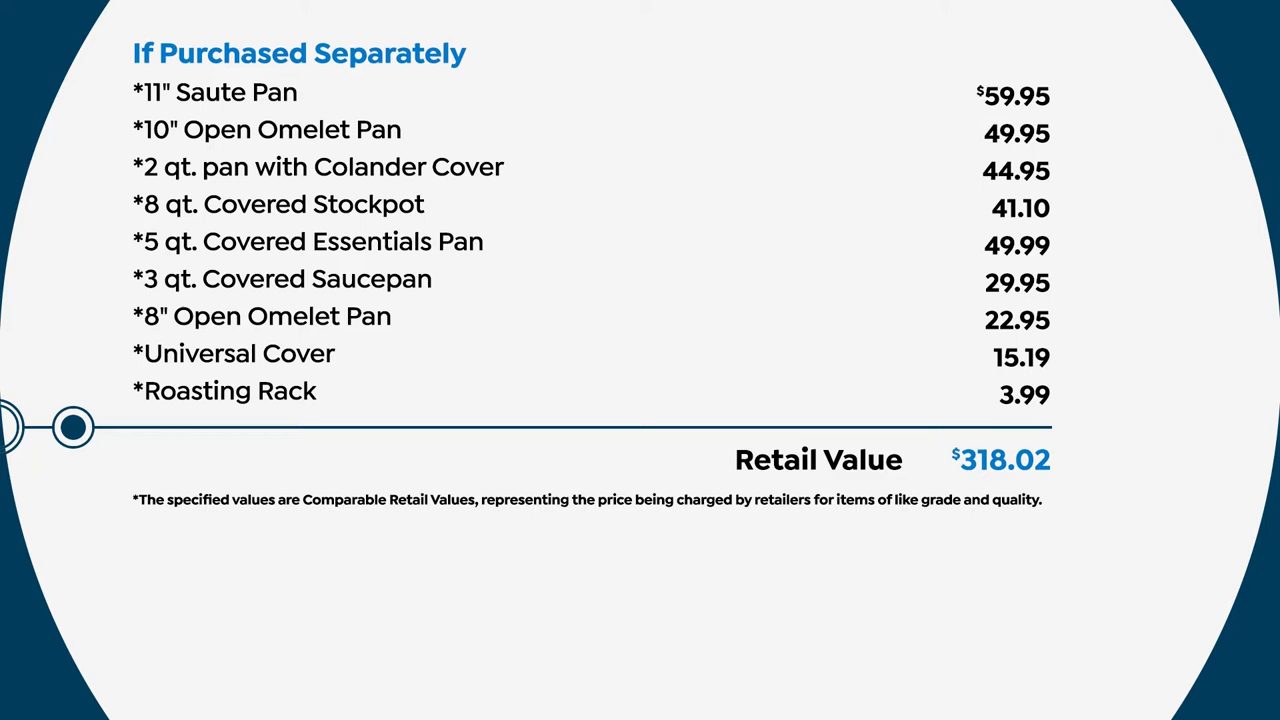 If Purchased Separately
*11" Saute Pan $59.95
*10" Open Omelet Pan 49.95
*2 qt. pan with Colander Cover 44.95
*8 qt. Covered Stockpot 41.10
*5 qt. Covered Essentials Pan 49.99
*3 qt. Covered Saucepan 29.95
*8" Open Omelet Pan 22.95
*Universal Cover 15.19
*Roasting Rack 3.99
Retail Value $318.02
*The specified values are Comparable Retail Values, representing the price being charged by retailers for items of like grade and quality.